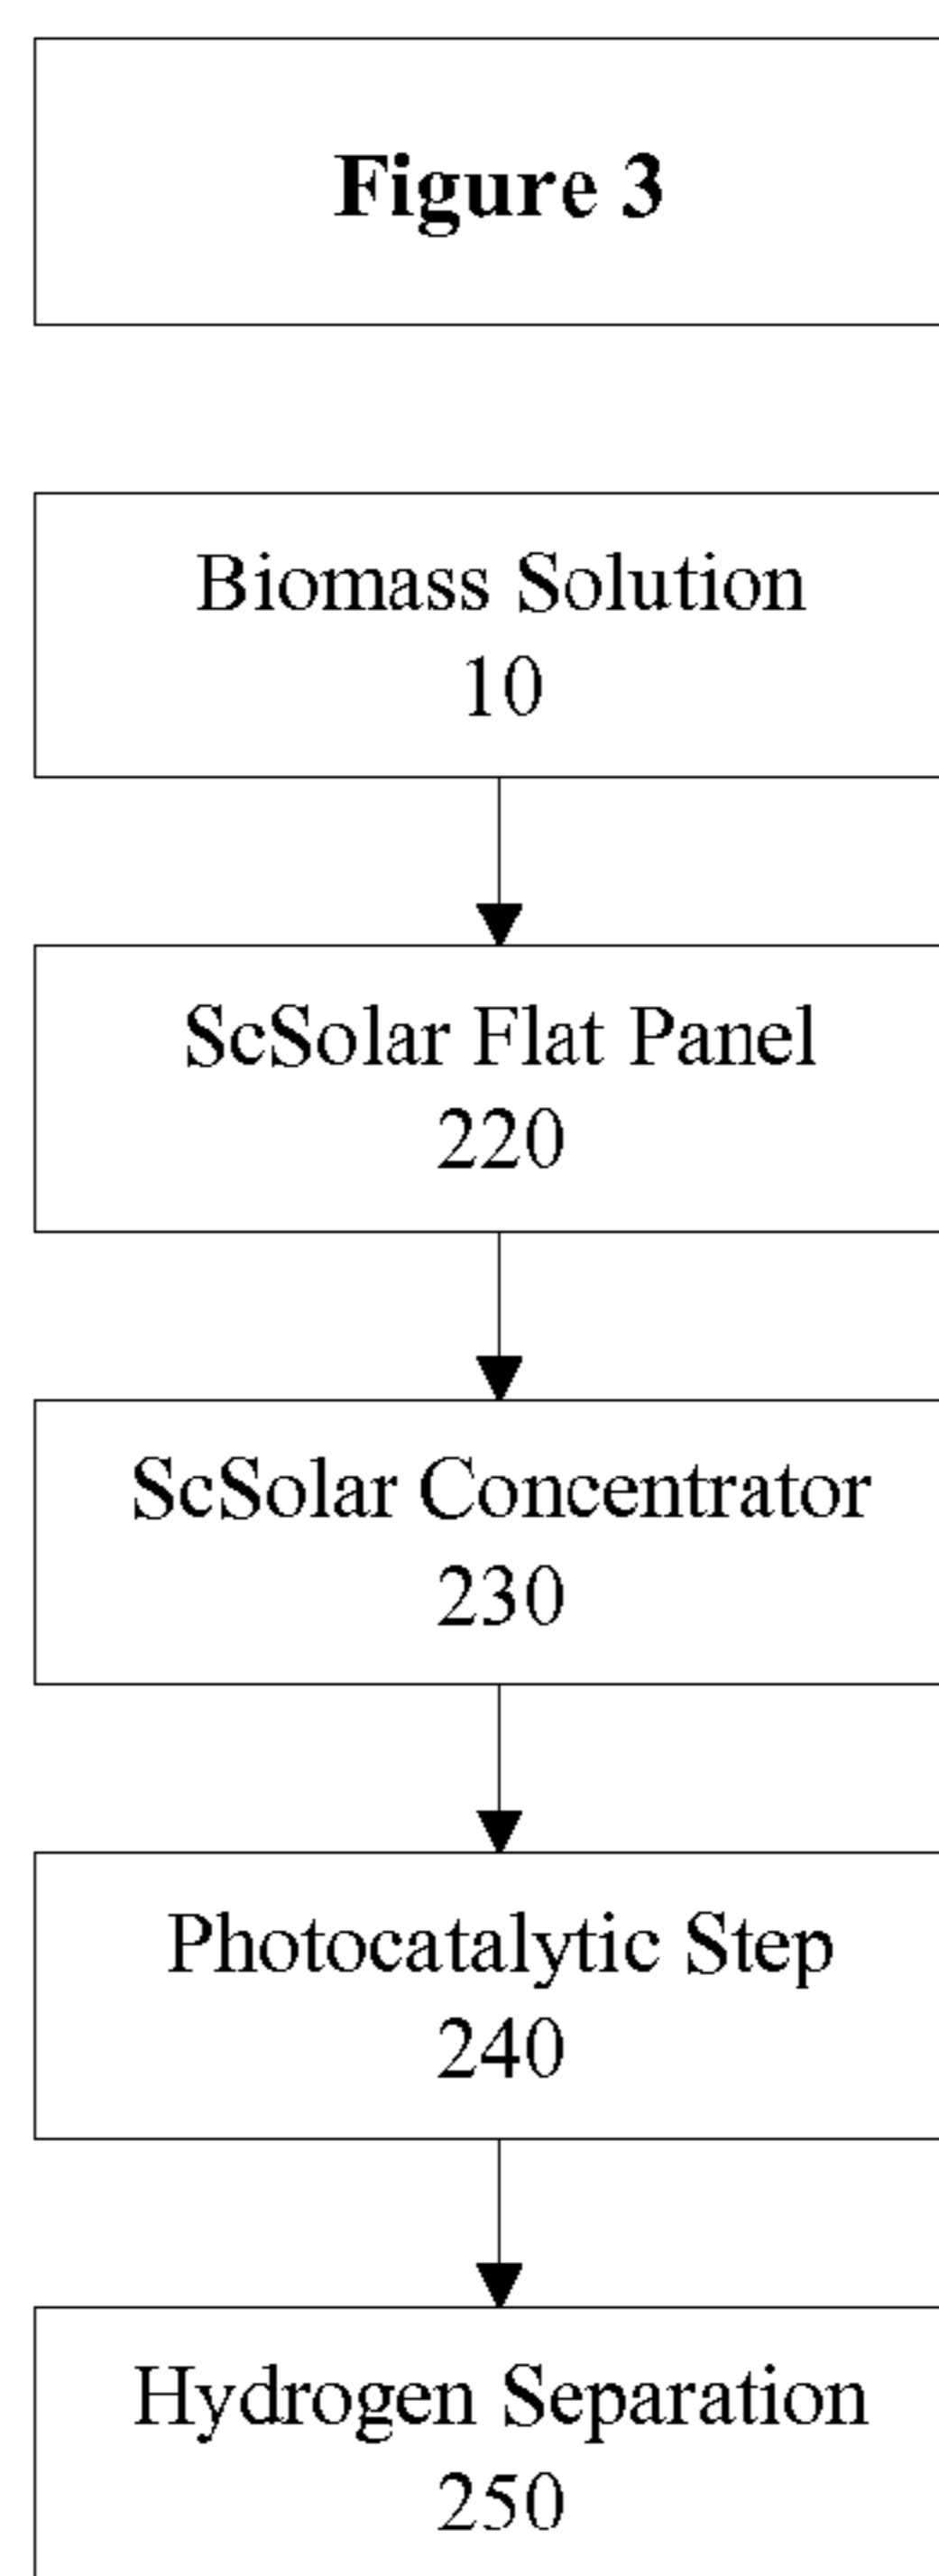 Figure 3
Biomass Solution
10
ScSolar Flat Panel
220
ScSolar Concentrator
230
Photocatalytic Step
240
Hydrogen Separation
250